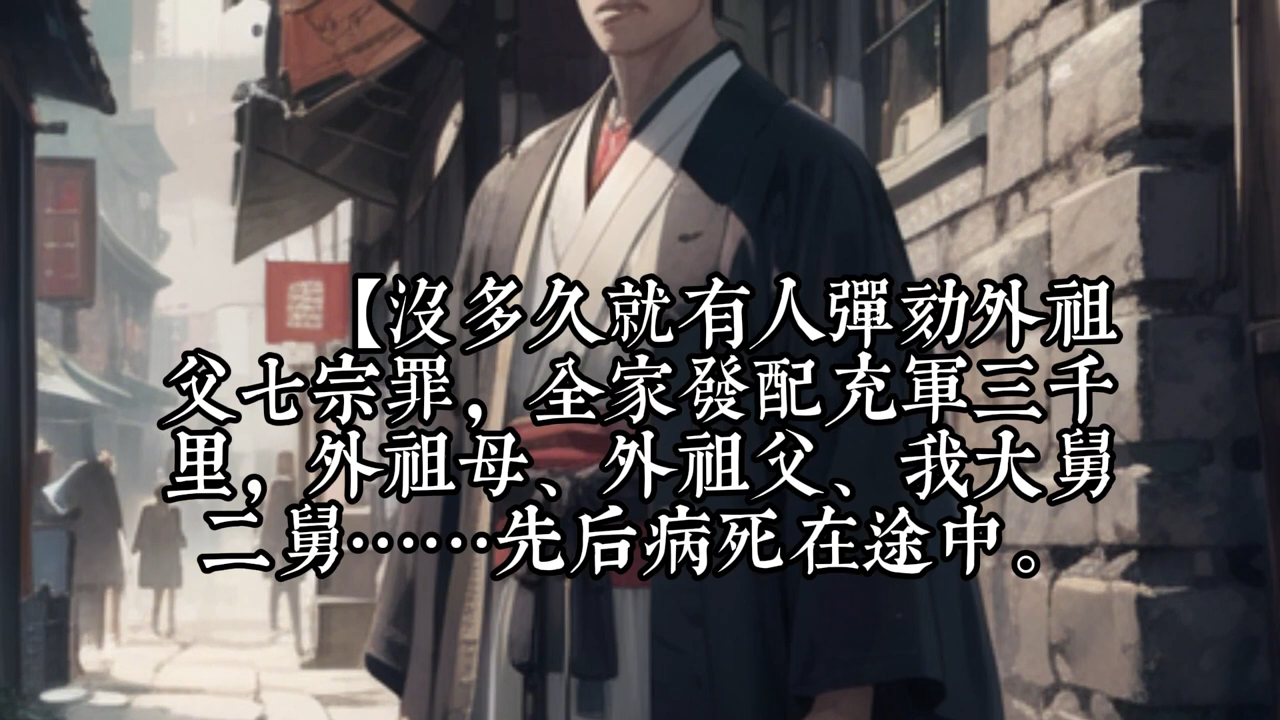 【沒多久就有人彈劾外祖
父七宗罪，全家發配充軍三千
里，外祖母、外祖父、我大舅
二舅……先后病死在途中。